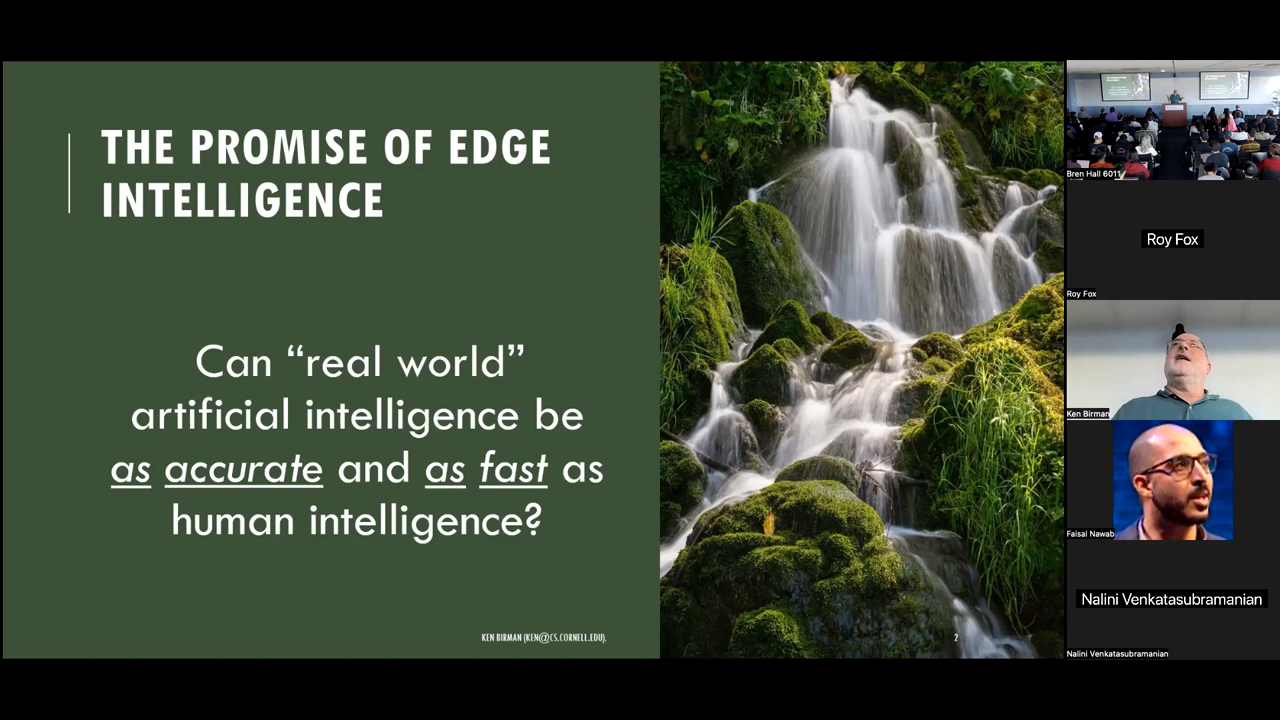 THE PROMISE OF EDGE
INTELLIGENCE
Can “real world”
artificial intelligence be
as accurate and as fast as
human intelligence?
KEN BIRMAN (KEN@CS.CORNELL.EDU).
2
Bren Hall 6011
Roy Fox
Roy Fox
Ken Birman
Faisal Nawab
Nalini Venkatasubramanian
Nalini Venkatasubramanian